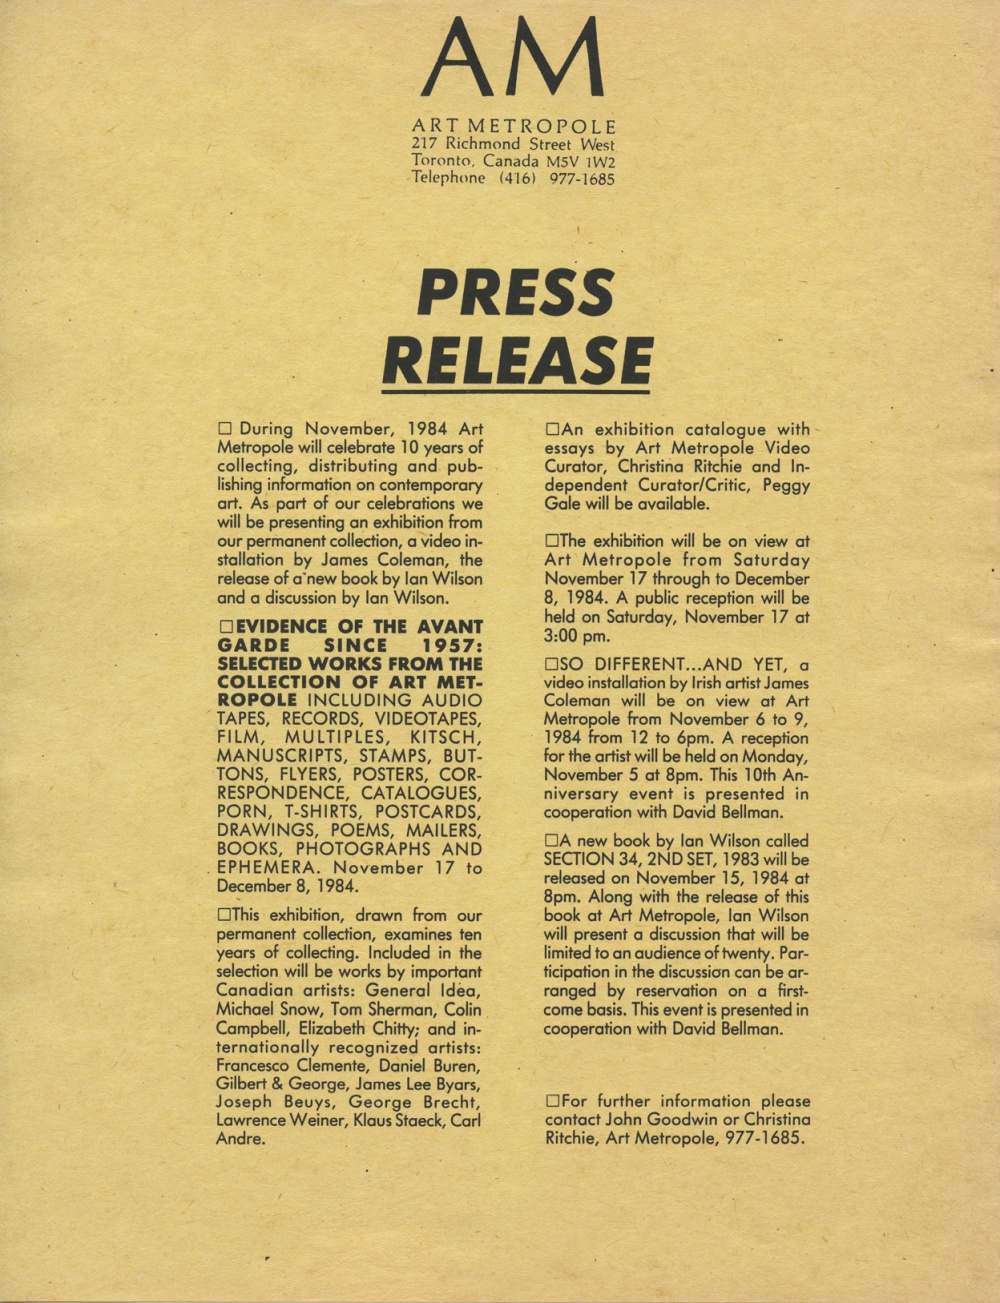 AM
ART METROPOLE
217 Richmond Street West
Toronto, Canada M5V 1W2
Telephone (416) 977-1685
PRESS
RELEASE
☐ During November, 1984 Art
Metropole will celebrate 10 years of
collecting, distributing and pub-
lishing information on contemporary
art. As part of our celebrations we
will be presenting an exhibition from
our permanent collection, a video in-
stallation by James Coleman, the
release of a new book by Ian Wilson
and a discussion by Ian Wilson.
☐EVIDENCE OF THE AVANT
GARDE SINCE 1957:
SELECTED WORKS FROM THE
COLLECTION OF ART MET-
ROPOLE INCLUDING AUDIO
TAPES, RECORDS, VIDEOTAPES,
FILM, MULTIPLES, KITSCH,
MANUSCRIPTS, STAMPS, BUT-
TONS, FLYERS, POSTERS, COR-
RESPONDENCE, CATALOGUES,
PORN, T-SHIRTS, POSTCARDS,
DRAWINGS, POEMS, MAILERS,
BOOKS, PHOTOGRAPHS AND
EPHEMERA. November 17 to
December 8, 1984.
☐This exhibition, drawn from our
permanent collection, examines ten
years of collecting. Included in the
selection will be works by important
Canadian artists: General Idea,
Michael Snow, Tom Sherman, Colin
Campbell, Elizabeth Chitty; and in-
ternationally recognized artists:
Francesco Clemente, Daniel Buren,
Gilbert & George, James Lee Byars,
Joseph Beuys, George Brecht,
Lawrence Weiner, Klaus Staeck, Carl
Andre.
☐An exhibition catalogue with
essays by Art Metropole Video
Curator, Christina Ritchie and In-
dependent Curator/Critic, Peggy
Gale will be available.
☐The exhibition will be on view at
Art Metropole from Saturday
November 17 through to December
8, 1984. A public reception will be
held on Saturday, November 17 at
3:00 pm.
☐SO DIFFERENT...AND YET, a
video installation by Irish artist James
Coleman will be on view at Art
Metropole from November 6 to 9,
1984 from 12 to 6pm. A reception
for the artist will be held on Monday,
November 5 at 8pm. This 10th An-
niversary event is presented in
cooperation with David Bellman.
☐A new book by Ian Wilson called
SECTION 34, 2ND SET, 1983 will be
released on November 15, 1984 at
8pm. Along with the release of this
book at Art Metropole, Ian Wilson
will present a discussion that will be
limited to an audience of twenty. Par-
ticipation in the discussion can be ar-
ranged by reservation on a first-
come basis. This event is presented in
cooperation with David Bellman.
☐For further information please
contact John Goodwin or Christina
Ritchie, Art Metropole, 977-1685.